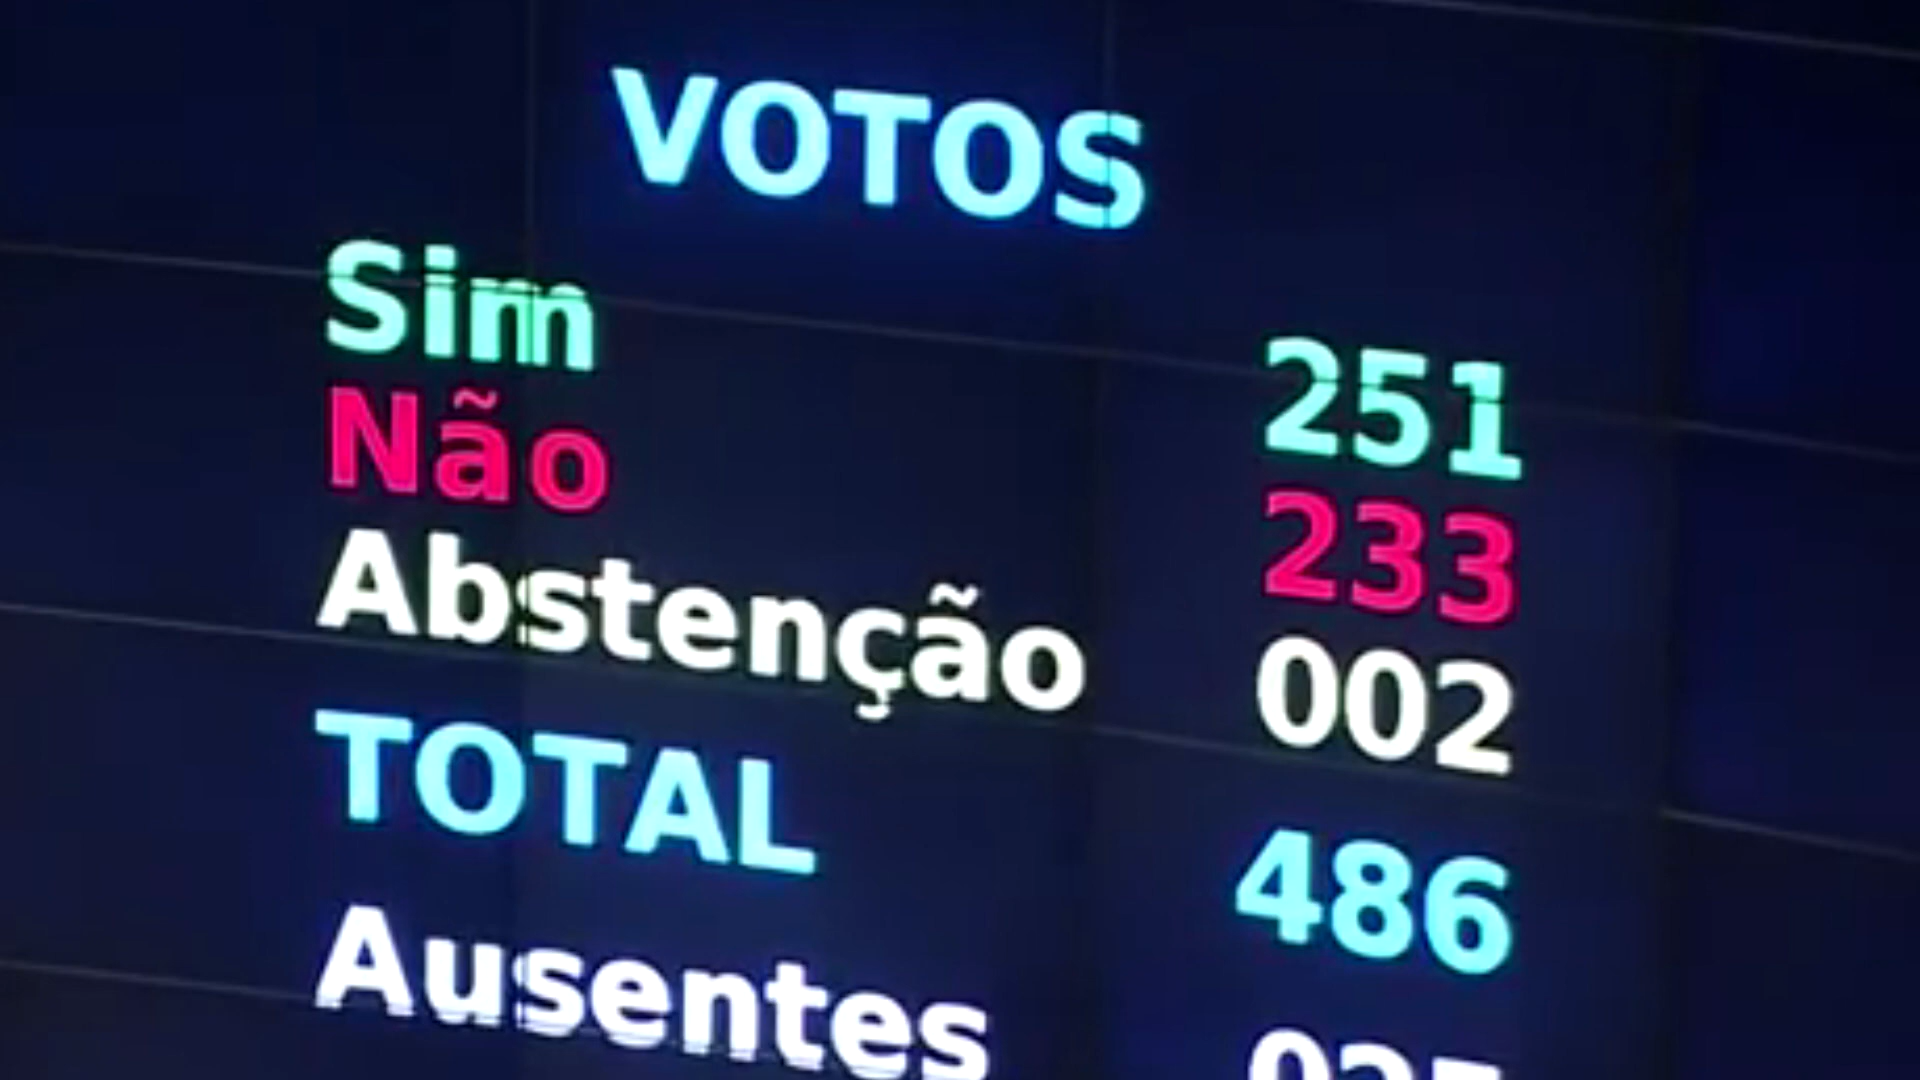 VOTOS
Sim 251
Não 233
Abstenção 002
TOTAL 486
Ausentes